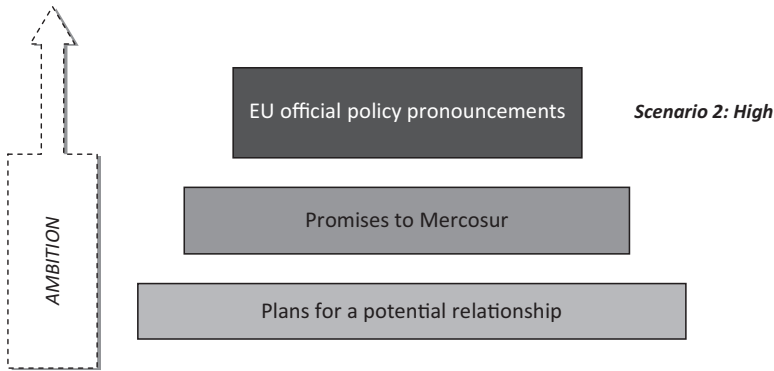 EU official policy pronouncements
Scenario 2: High
Promises to Mercosur
AMBITION
Plans for a potential relationship